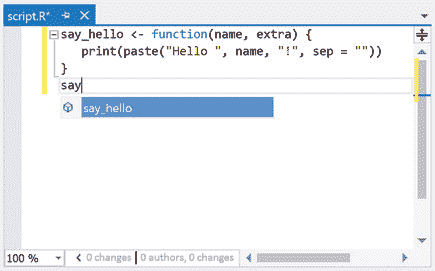 script.R*
say_hello <- function(name, extra) {
print(paste("Hello ", name, "!", sep = ""))
}
say
say_hello
100 %
0 changes | 0 authors, 0 changes